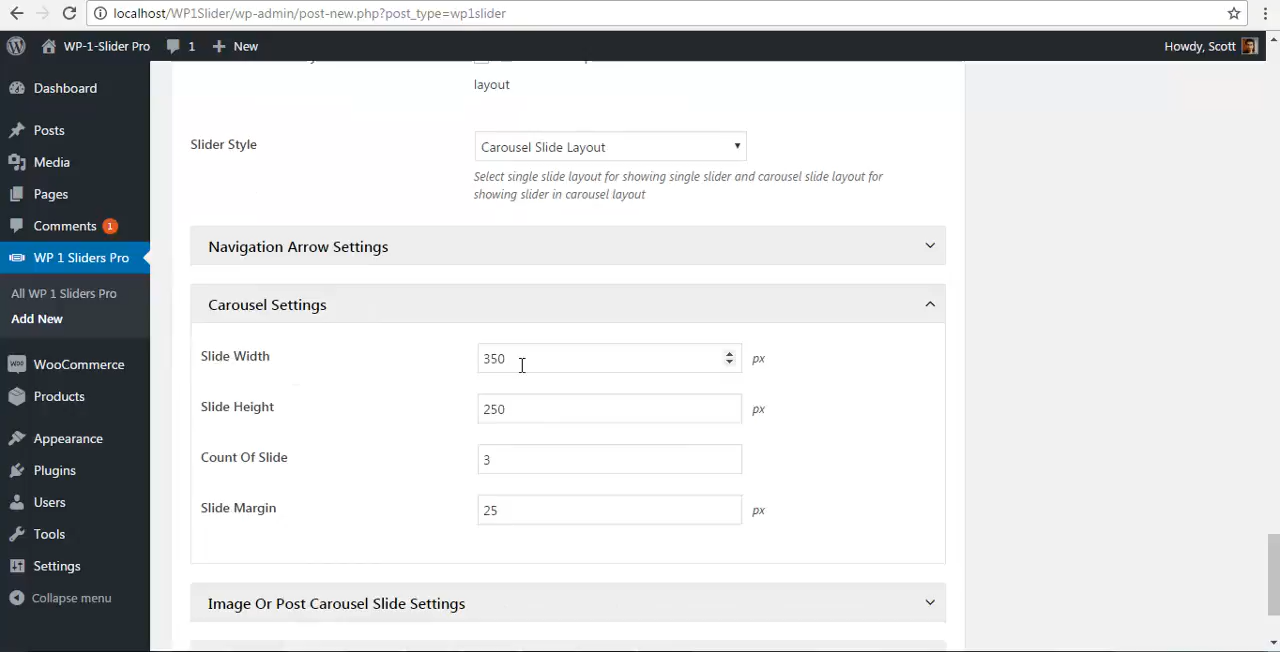 localhost/WP1Slider/wp-admin/post-new.php?post_type=wp1slider
WP-1-Slider Pro 1 New Howdy, Scott
Dashboard
Posts
Media
Pages
Comments 1
WP 1 Sliders Pro
All WP 1 Sliders Pro
Add New
WooCommerce
Products
Appearance
Plugins
Users
Tools
Settings
Collapse menu
layout
Slider Style Carousel Slide Layout
Select single slide layout for showing single slider and carousel slide layout for
showing slider in carousel layout
Navigation Arrow Settings
Carousel Settings
Slide Width 350 px
Slide Height 250 px
Count Of Slide 3
Slide Margin 25 px
Image Or Post Carousel Slide Settings